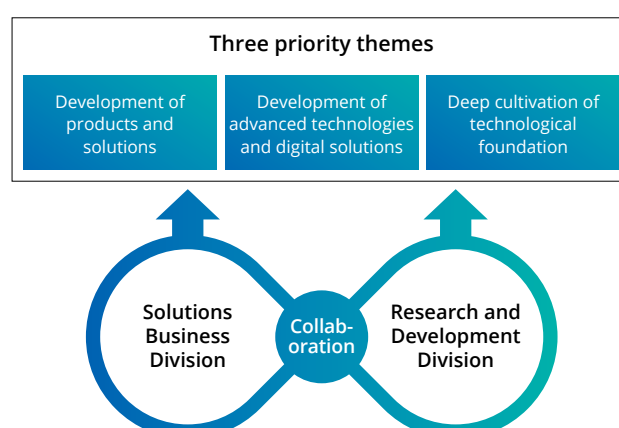 Three priority themes
Development of
products and
solutions
Development of
advanced technologies
and digital solutions
Deep cultivation of
technological
foundation
Solutions
Business
Division
Collab-
oration
Research and
Development
Division